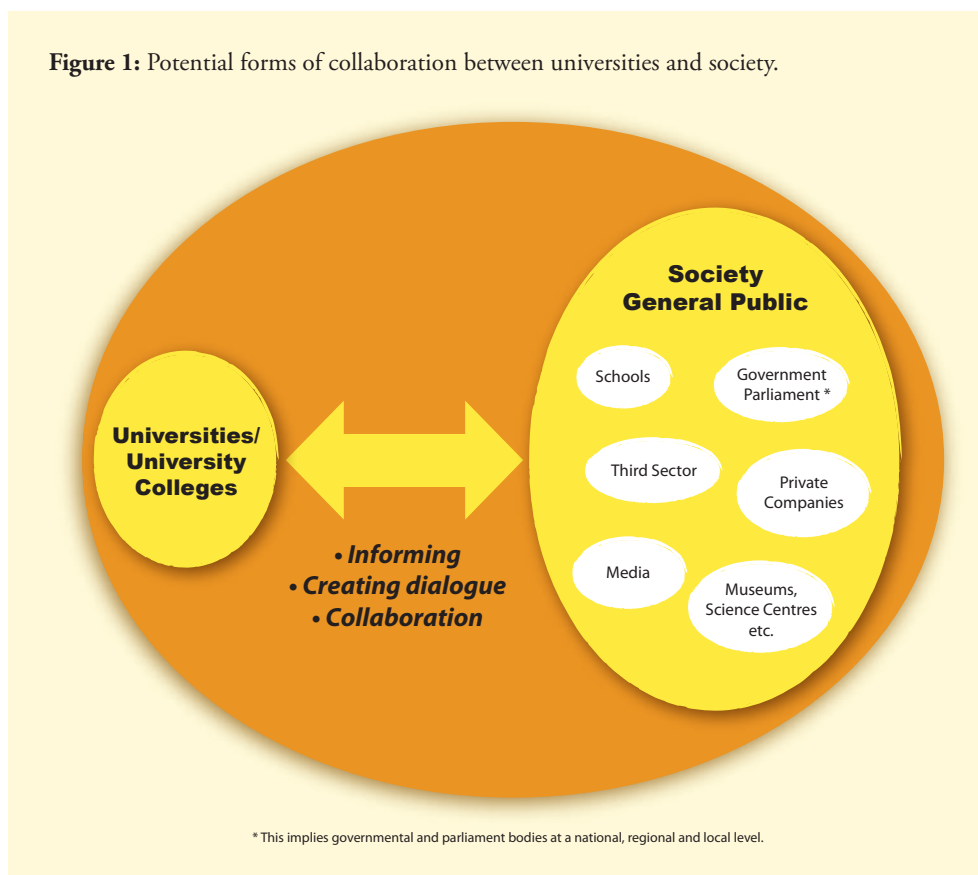 Figure 1: Potential forms of collaboration between universities and society.
Universities/
University
Colleges
• Informing
• Creating dialogue
• Collaboration
Society
General Public
Schools
Government
Parliament *
Third Sector
Private
Companies
Media
Museums,
Science Centres
etc.
* This implies governmental and parliament bodies at a national, regional and local level.